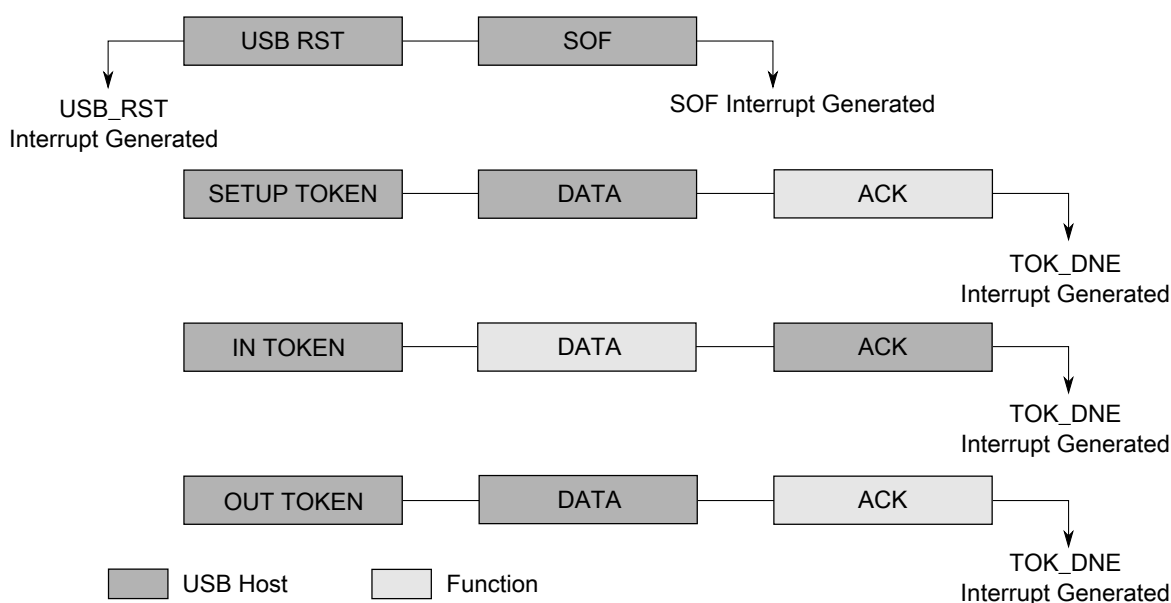 USB RST
SOF
USB_RST
Interrupt Generated
SOF Interrupt Generated
SETUP TOKEN
DATA
ACK
TOK_DNE
Interrupt Generated
IN TOKEN
DATA
ACK
TOK_DNE
Interrupt Generated
OUT TOKEN
DATA
ACK
TOK_DNE
Interrupt Generated
USB Host
Function